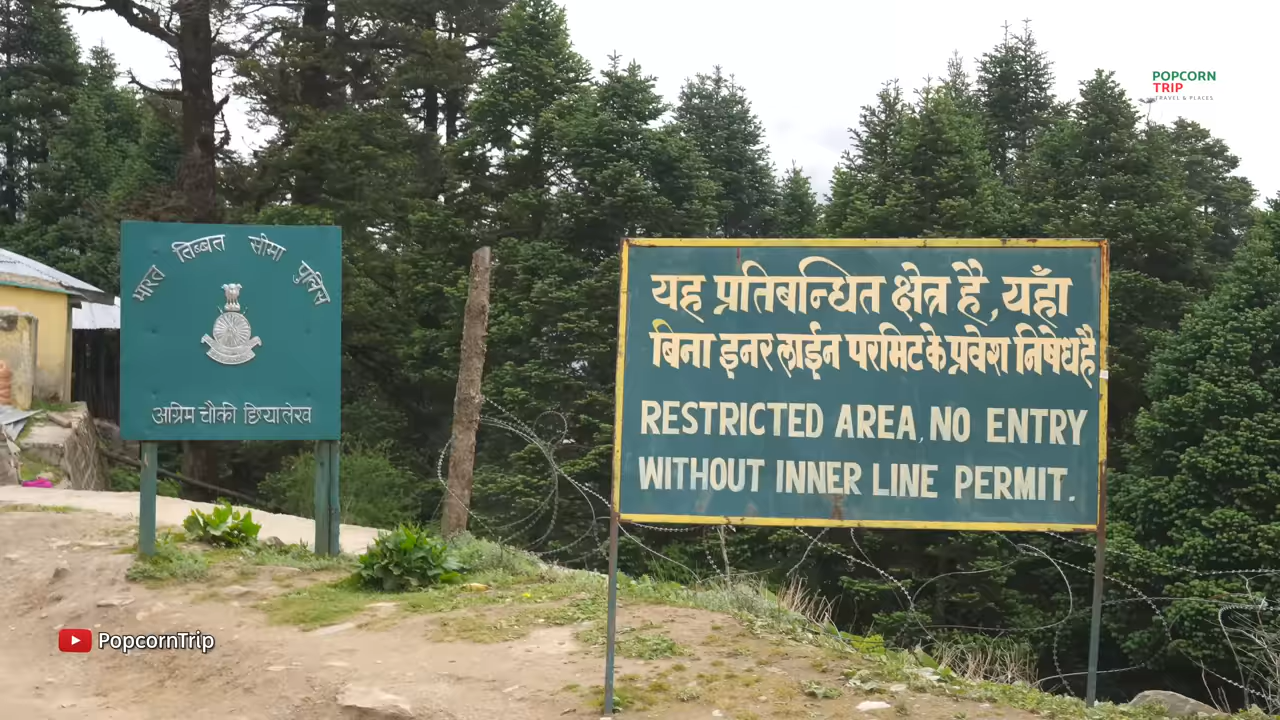 भारत तिब्बत सीमा पुलिस
अग्रिम चौकी छियालेख
यह प्रतिबन्धित क्षेत्र है, यहाँ
बिना इनर लाईन परमिट के प्रवेश निषेध है
RESTRICTED AREA, NO ENTRY
WITHOUT INNER LINE PERMIT.
POPCORN
TRIP
TRAVEL & PLACES
PopcornTrip